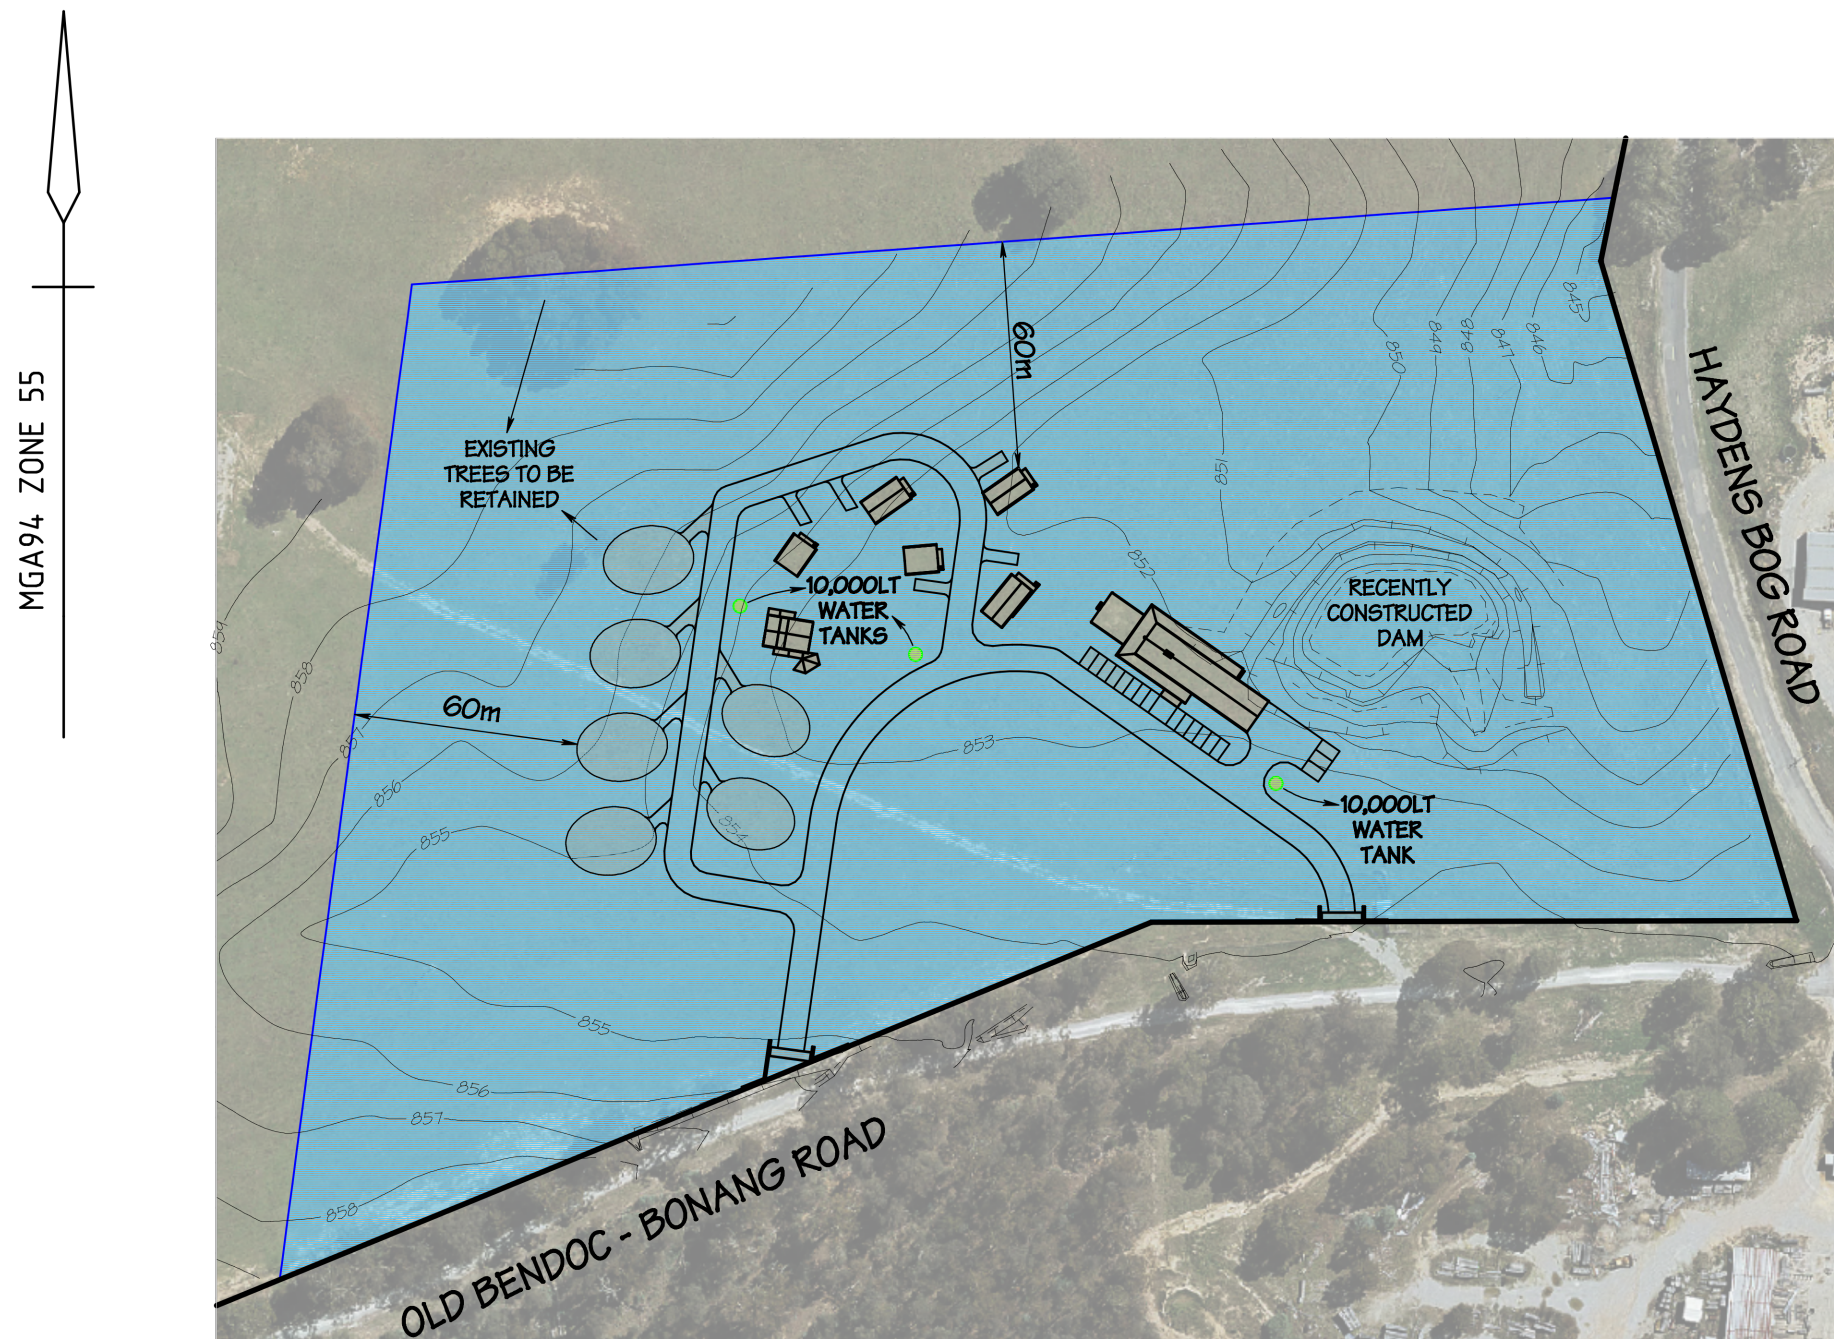 MGA94 ZONE 55
845
846
847
848
849
850
60m
HAYDENS BOG ROAD
EXISTING
TREES TO BE
RETAINED
851
852
10,000LT
WATER
TANKS
RECENTLY
CONSTRUCTED
DAM
859
858
60m
857
853
856
10,000LT
WATER
TANK
854
855
855
856
857
858
OLD BENDOC - BONANG ROAD